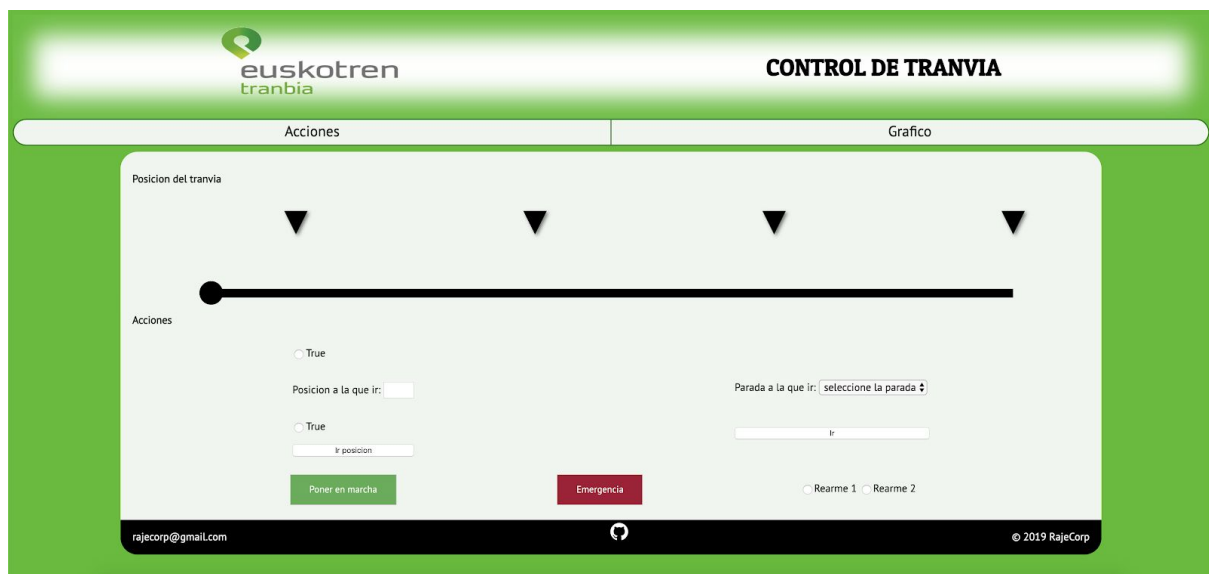 euskotren
tranbia
CONTROL DE TRANVIA
Acciones
Grafico
Posicion del tranvia
Acciones
True
Posicion a la que ir:
Parada a la que ir: seleccione la parada
True
Ir
Ir posicion
Poner en marcha
Emergencia
Rearme 1 Rearme 2
rajecorp@gmail.com
© 2019 RajeCorp